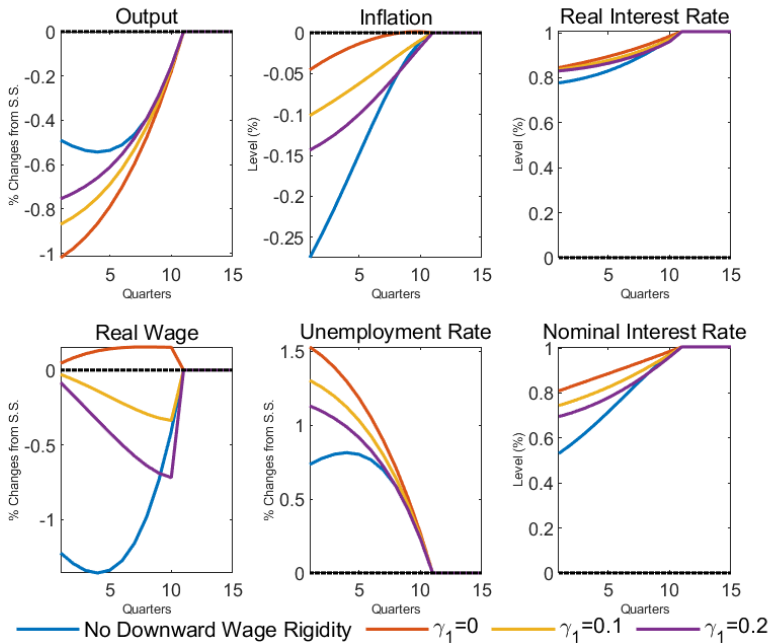 Output
0
-0.2
-0.4
-0.6
-0.8
-1
% Changes from S.S.
5
10
15
Quarters
Inflation
0
-0.05
-0.1
-0.15
-0.2
-0.25
Level (%)
5
10
15
Quarters
Real Interest Rate
1
0.8
0.6
0.4
0.2
0
5
10
15
Quarters
Real Wage
0
-0.5
-1
% Changes from S.S.
5
10
15
Quarters
Unemployment Rate
1.5
1
0.5
0
% Changes from S.S.
5
10
15
Quarters
Nominal Interest Rate
1
0.8
0.6
0.4
0.2
0
Level (%)
5
10
15
Quarters
No Downward Wage Rigidity γ₁=0 γ₁=0.1 γ₁=0.2